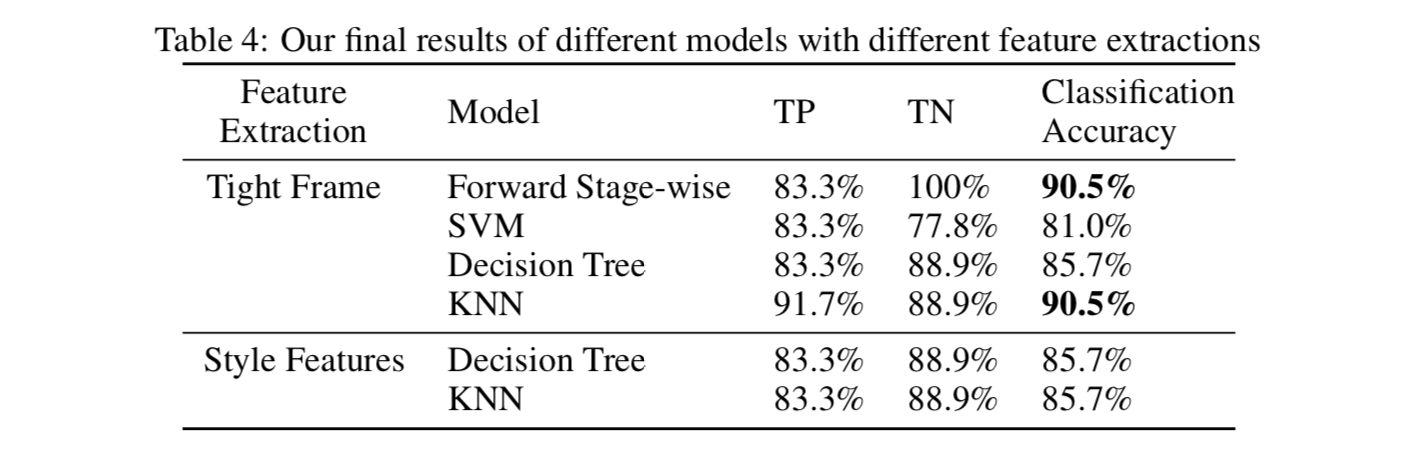 Table 4: Our final results of different models with different feature extractions
Feature Extraction Model TP TN Classification Accuracy
Tight Frame Forward Stage-wise 83.3% 100% 90.5%
SVM 83.3% 77.8% 81.0%
Decision Tree 83.3% 88.9% 85.7%
KNN 91.7% 88.9% 90.5%
Style Features Decision Tree 83.3% 88.9% 85.7%
KNN 83.3% 88.9% 85.7%